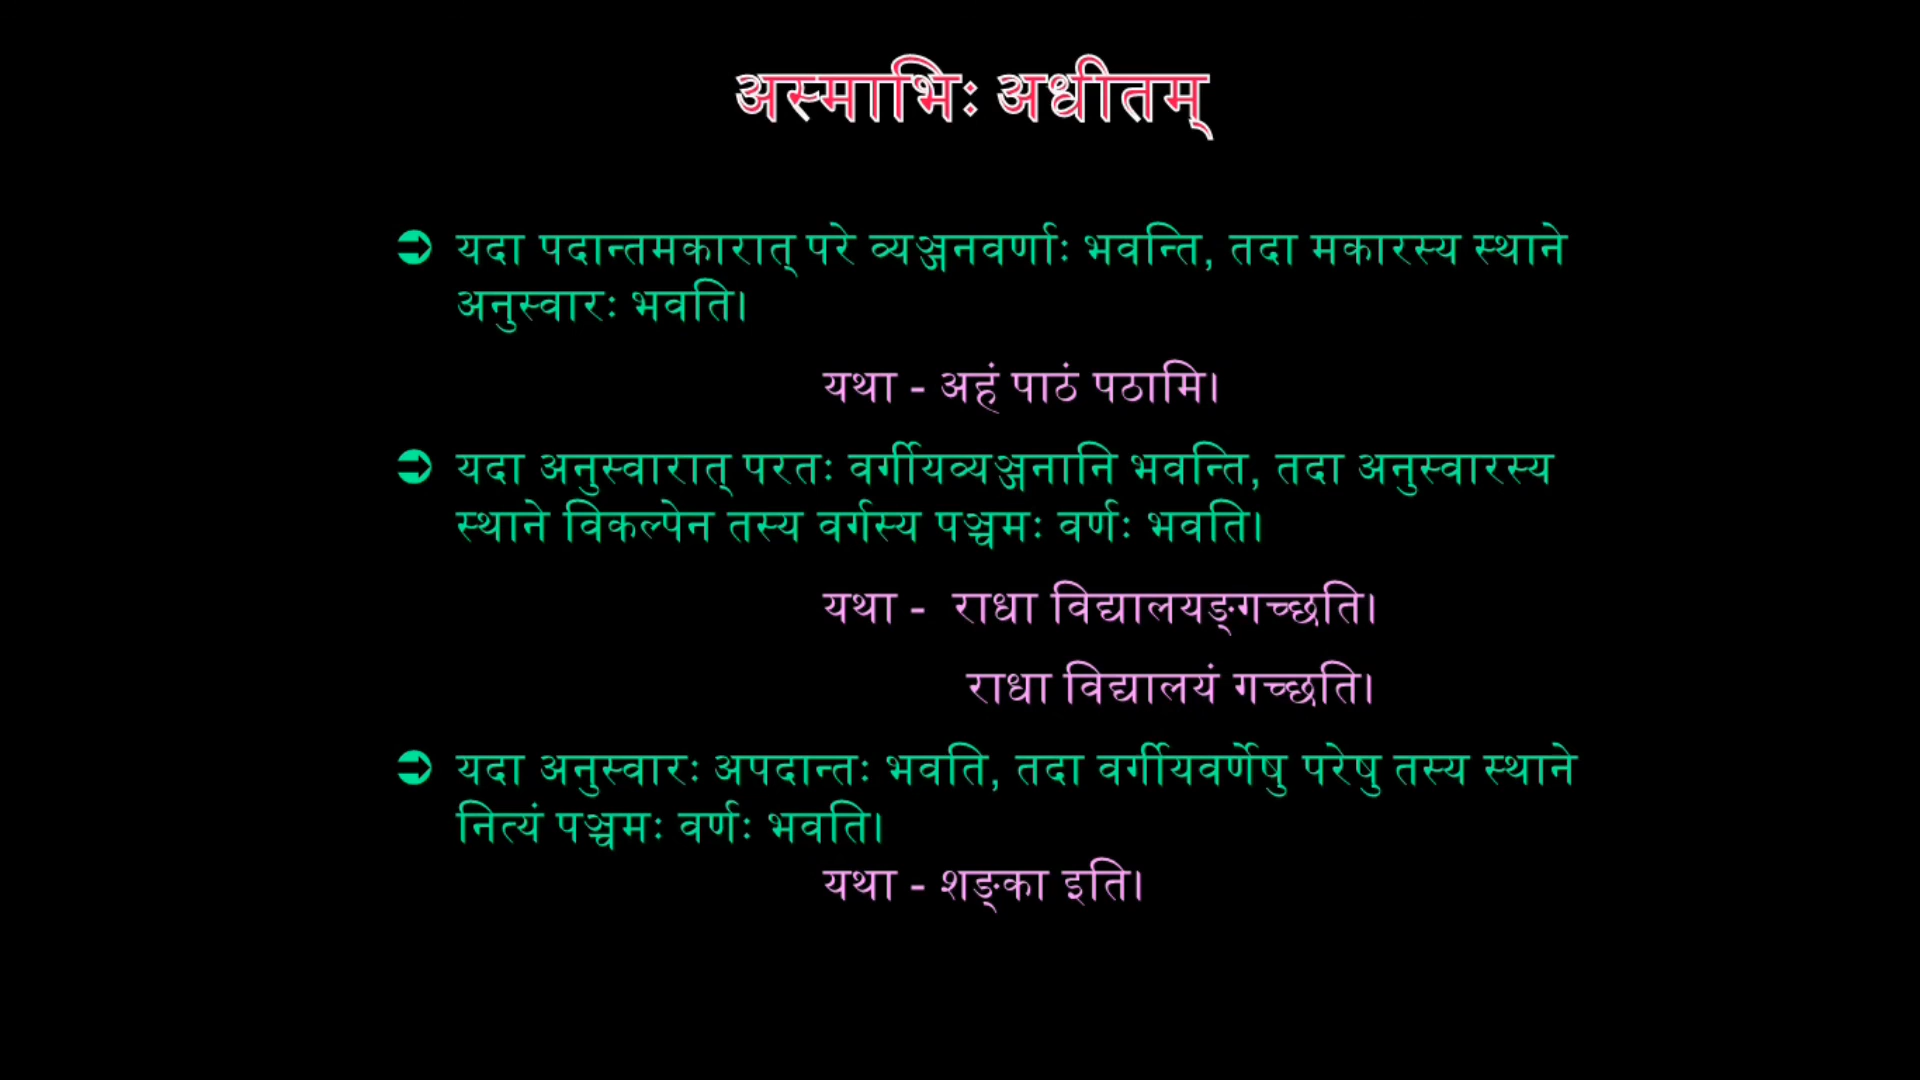 अस्माभिः अधीतम्
➲ यदा पदान्तमकारात् परे व्यञ्जनवर्णाः भवन्ति, तदा मकारस्य स्थाने
अनुस्वारः भवति।
यथा - अहं पाठं पठामि।
➲ यदा अनुस्वारात् परतः वर्गीयव्यञ्जनानि भवन्ति, तदा अनुस्वारस्य
स्थाने विकल्पेन तस्य वर्गस्य पञ्चमः वर्णः भवति।
यथा - राधा विद्यालयङ्गच्छति।
राधा विद्यालयं गच्छति।
➲ यदा अनुस्वारः अपदान्तः भवति, तदा वर्गीयवर्णेषु परेषु तस्य स्थाने
नित्यं पञ्चमः वर्णः भवति।
यथा - शङ्का इति।